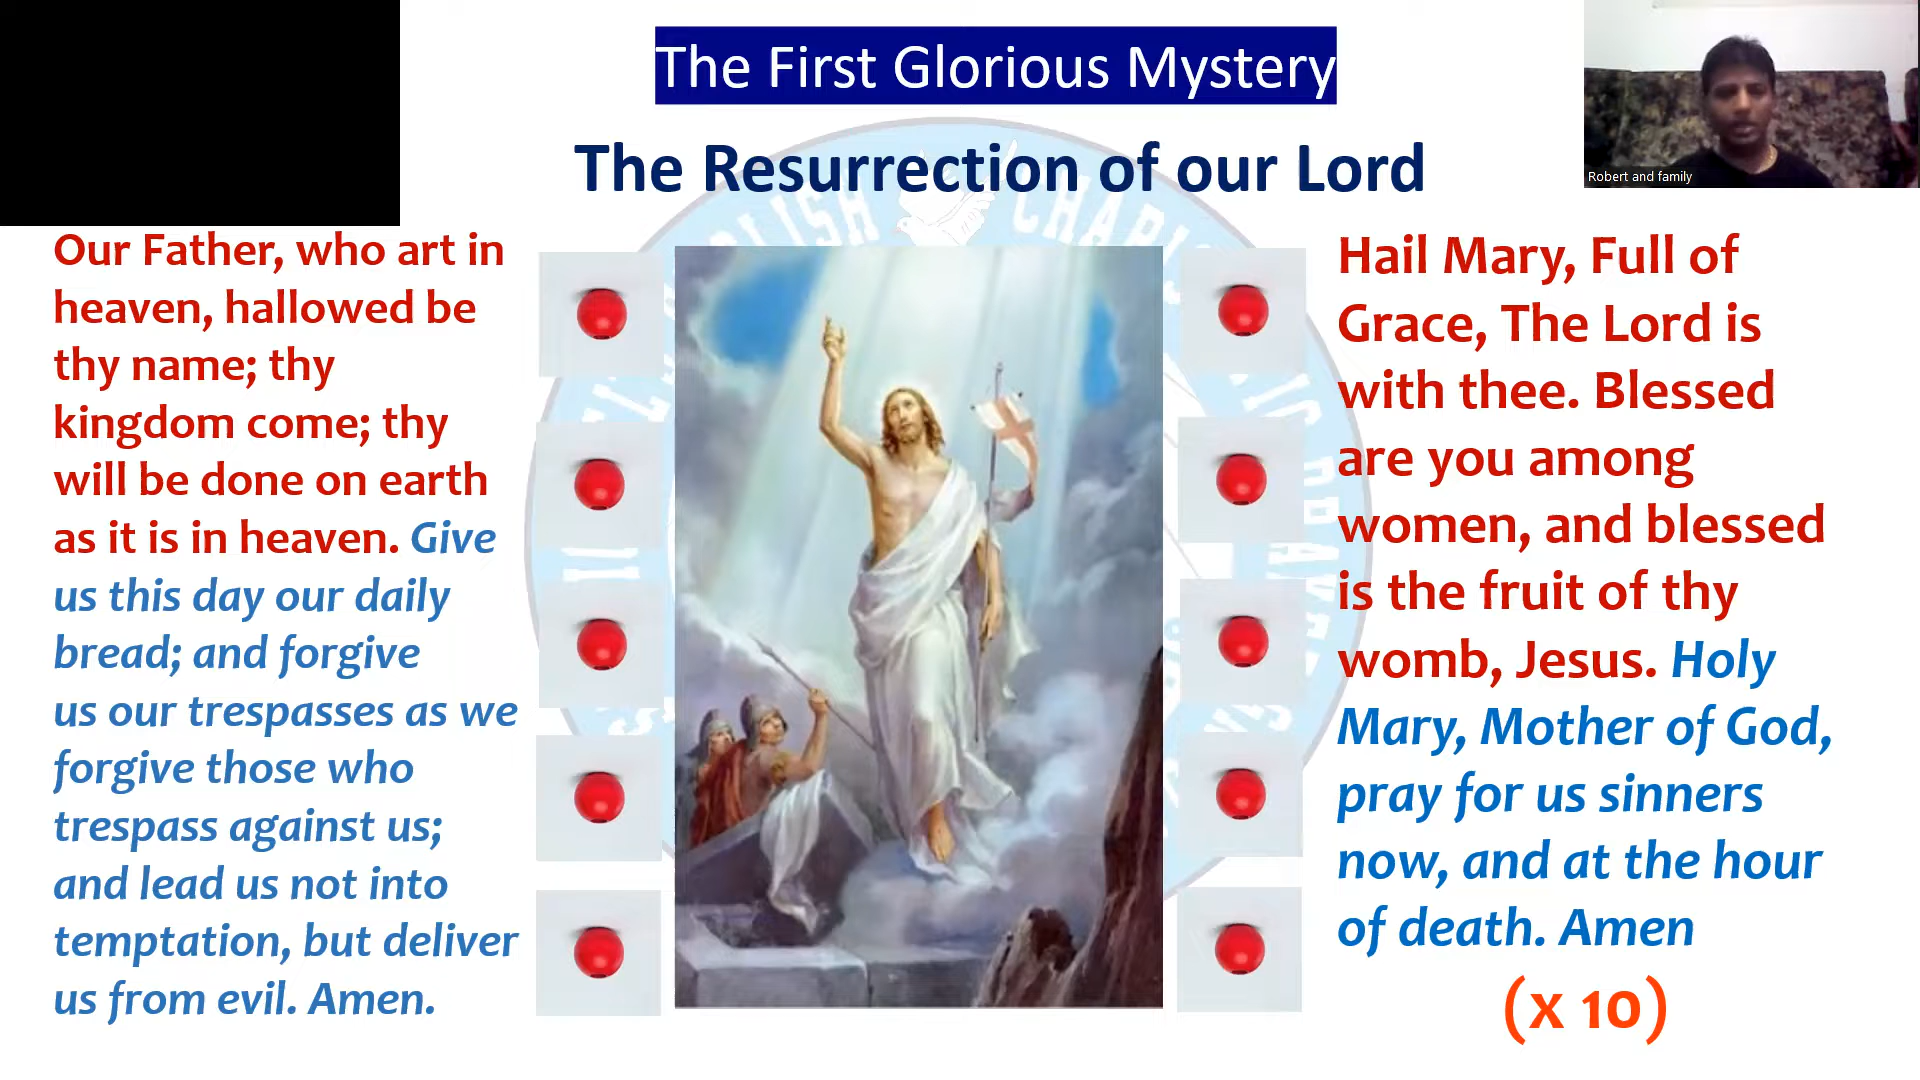 The First Glorious Mystery
The Resurrection of our Lord
Robert and family
Our Father, who art in
heaven, hallowed be
thy name; thy
kingdom come; thy
will be done on earth
as it is in heaven. Give
us this day our daily
bread; and forgive
us our trespasses as we
forgive those who
trespass against us;
and lead us not into
temptation, but deliver
us from evil. Amen.
Hail Mary, Full of
Grace, The Lord is
with thee. Blessed
are you among
women, and blessed
is the fruit of thy
womb, Jesus. Holy
Mary, Mother of God,
pray for us sinners
now, and at the hour
of death. Amen
(x 10)